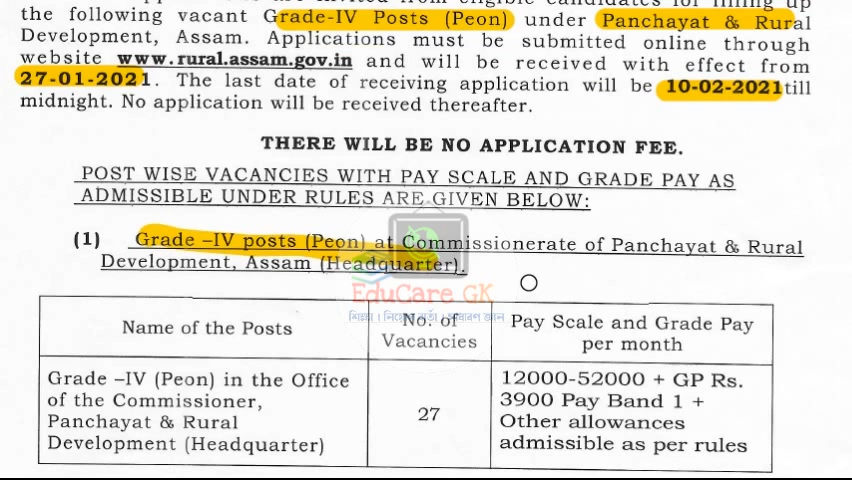 the following vacant Grade-IV Posts (Peon) under Panchayat & Rural
Development, Assam. Applications must be submitted online through
website www.rural.assam.gov.in and will be received with effect from
27-01-2021. The last date of receiving application will be 10-02-2021till
midnight. No application will be received thereafter.
THERE WILL BE NO APPLICATION FEE.
POST WISE VACANCIES WITH PAY SCALE AND GRADE PAY AS
ADMISSIBLE UNDER RULES ARE GIVEN BELOW:
(1) Grade –IV posts (Peon) at Commissionerate of Panchayat & Rural
Development, Assam (Headquarter).
EduCare GK
Name of the Posts
No. of
Vacancies
Pay Scale and Grade Pay
per month
Grade –IV (Peon) in the Office
of the Commissioner,
Panchayat & Rural
Development (Headquarter)
27
12000-52000 + GP Rs.
3900 Pay Band 1 +
Other allowances
admissible as per rules